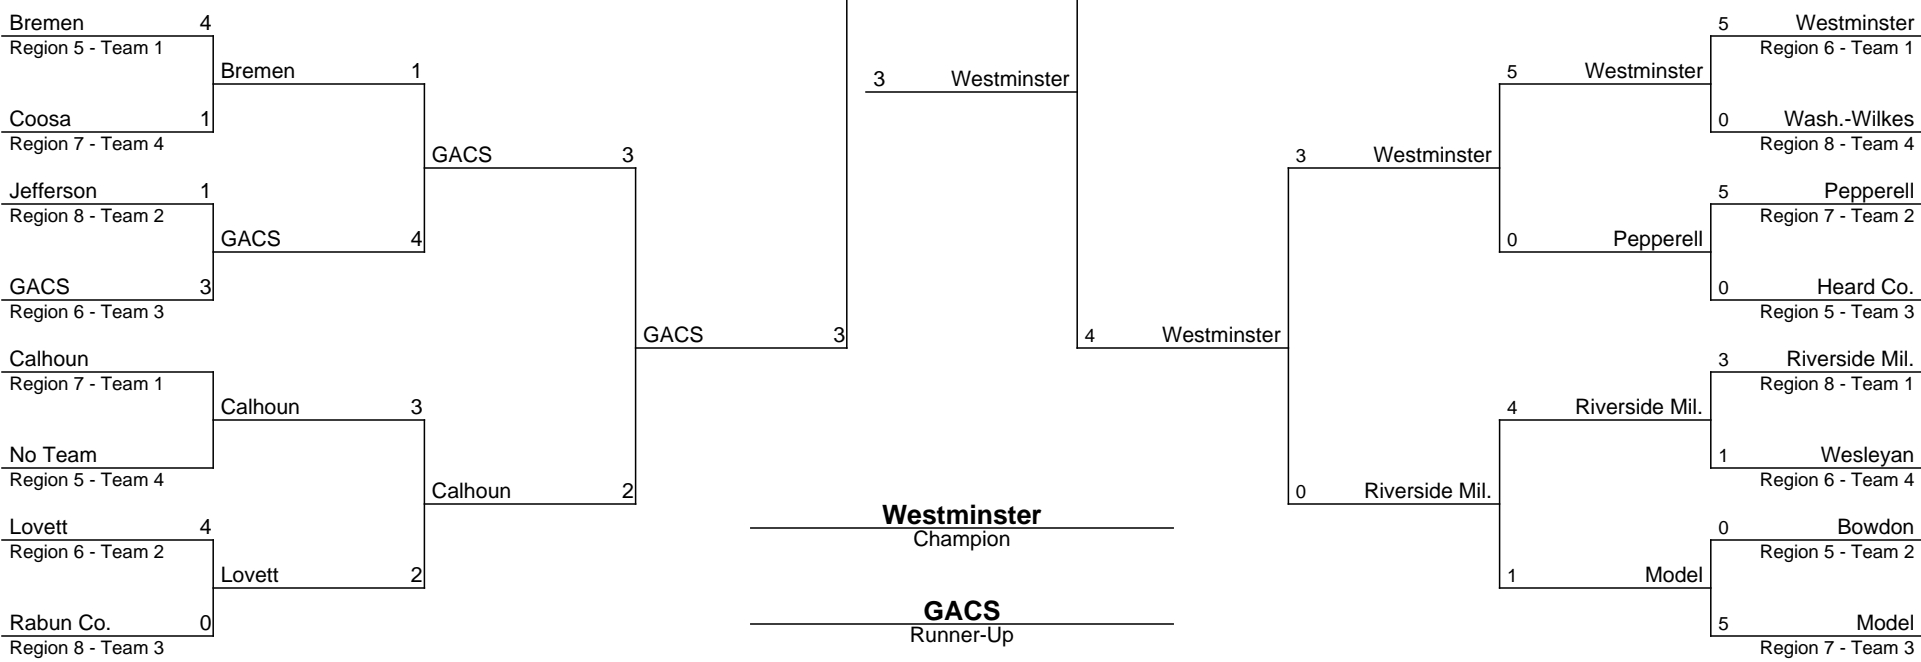 Bremen 4
Region 5 - Team 1
Coosa 1
Region 7 - Team 4
Jefferson 1
Region 8 - Team 2
GACS 3
Region 6 - Team 3
Calhoun
Region 7 - Team 1
No Team
Region 5 - Team 4
Lovett 4
Region 6 - Team 2
Rabun Co. 0
Region 8 - Team 3
Bremen 1
GACS 4
Calhoun 3
Lovett 2
GACS 3
Calhoun 2
GACS 3
3 Westminster
Westminster
Champion
GACS
Runner-Up
4 Westminster
3 Westminster
0 Riverside Mil.
5 Westminster
0 Pepperell
4 Riverside Mil.
1 Model
5 Westminster
Region 6 - Team 1
0 Wash.-Wilkes
Region 8 - Team 4
5 Pepperell
Region 7 - Team 2
0 Heard Co.
Region 5 - Team 3
3 Riverside Mil.
Region 8 - Team 1
1 Wesleyan
Region 6 - Team 4
0 Bowdon
Region 5 - Team 2
5 Model
Region 7 - Team 3